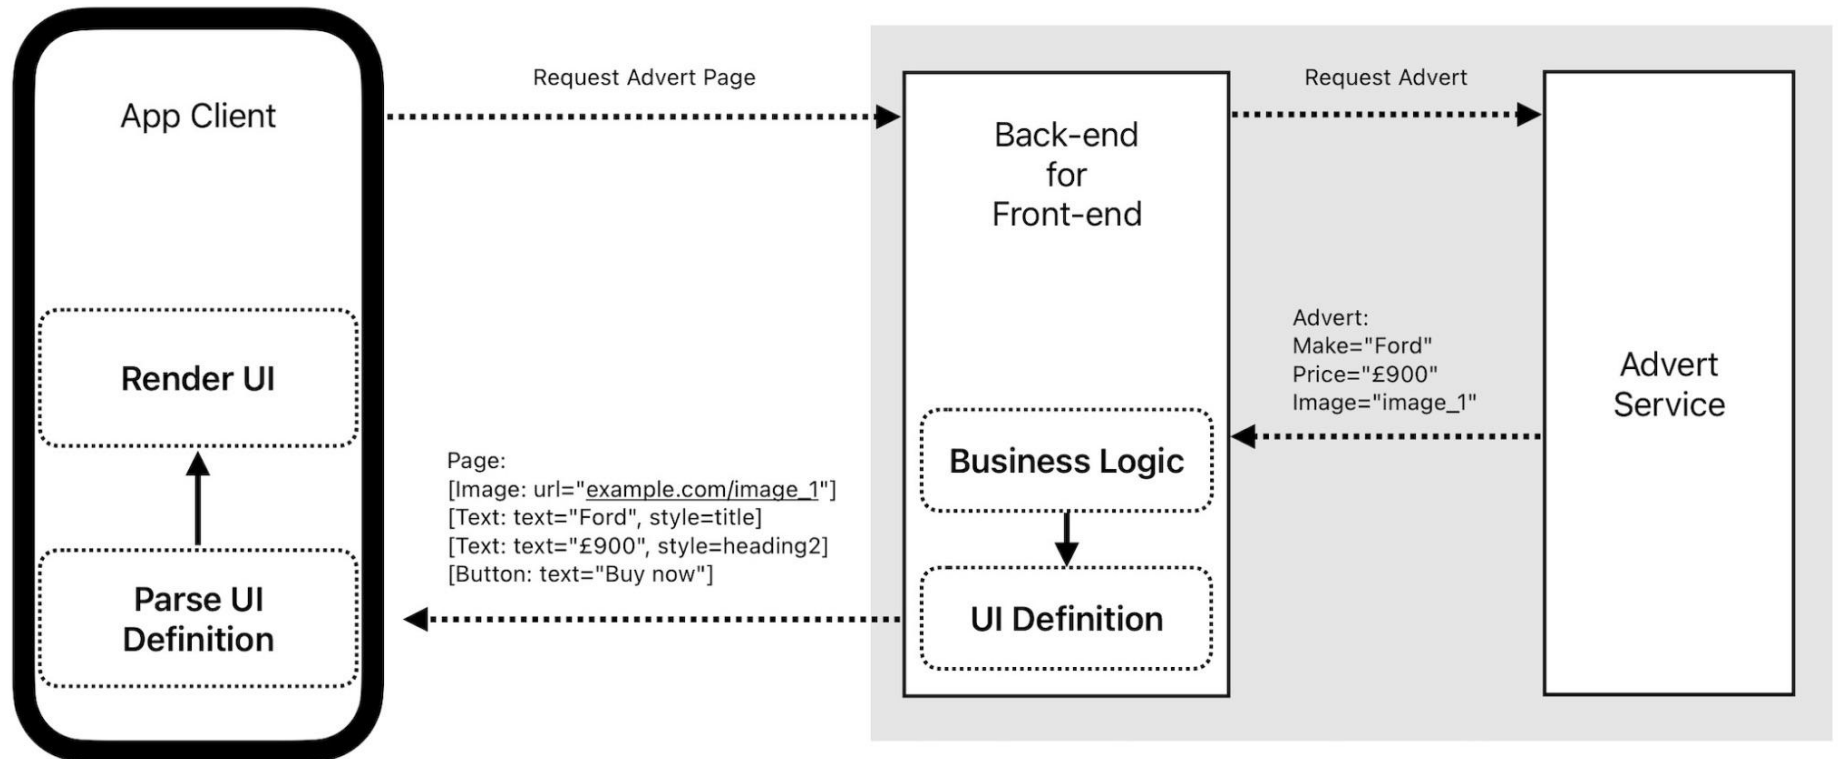 App Client
Render UI
Parse UI
Definition
Request Advert Page
Page:
[Image: url="example.com/image_1"]
[Text: text="Ford", style=title]
[Text: text="£900", style=heading2]
[Button: text="Buy now"]
Back-end
for
Front-end
Business Logic
UI Definition
Request Advert
Advert:
Make="Ford"
Price="£900"
Image="image_1"
Advert
Service